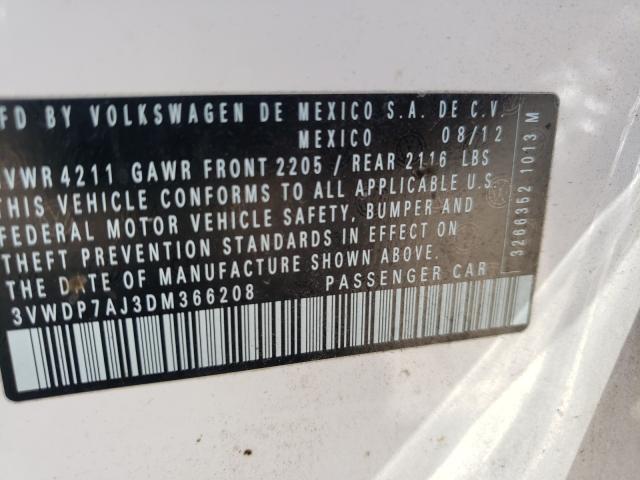 FD BY VOLKSWAGEN DE MEXICO S.A. DE C.V.
MEXICO 08/12
VWR 4211 GAWR FRONT 2205 / REAR 2116 LBS
THIS VEHICLE CONFORMS TO ALL APPLICABLE U.S.
FEDERAL MOTOR VEHICLE SAFETY, BUMPER AND
THEFT PREVENTION STANDARDS IN EFFECT ON
THE DATE OF MANUFACTURE SHOWN ABOVE.
3VWDP7AJ3DM366208 PASSENGER CAR
3266352 1013 M